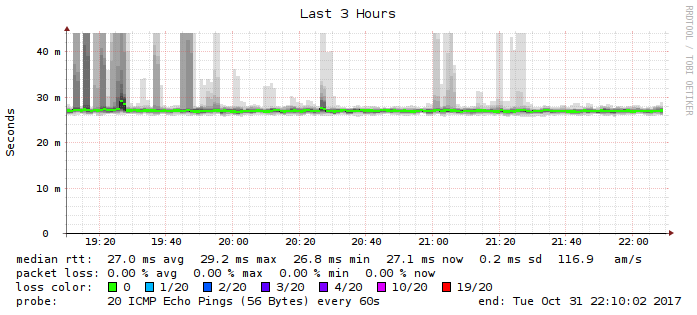 Last 3 Hours
RRDTOOL / TOBI OETIKER
Seconds
40 m
30 m
20 m
10 m
0
19:20 19:40 20:00 20:20 20:40 21:00 21:20 21:40 22:00
median rtt: 27.0 ms avg 29.2 ms max 26.8 ms min 27.1 ms now 0.2 ms sd 116.9 am/s
packet loss: 0.00 % avg 0.00 % max 0.00 % min 0.00 % now
loss color: 0 1/20 2/20 3/20 4/20 10/20 19/20
probe: 20 ICMP Echo Pings (56 Bytes) every 60s end: Tue Oct 31 22:10:02 2017